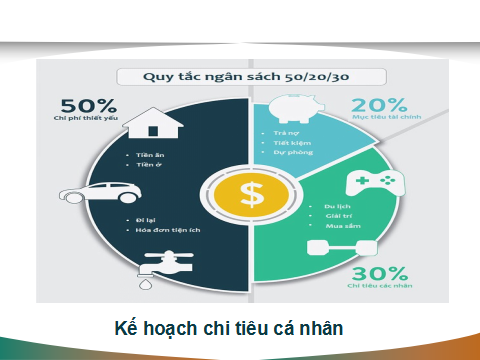 Quy tắc ngân sách 50/20/30
50%
Chi phí thiết yếu
20%
Mục tiêu tài chính
Tiền ăn
Tiền ở
Trả nợ
Tiết kiệm
Dự phòng
$
Đi lại
Hóa đơn tiện ích
Du lịch
Giải trí
Mua sắm
30%
Chi tiêu các nhân
Kế hoạch chi tiêu cá nhân